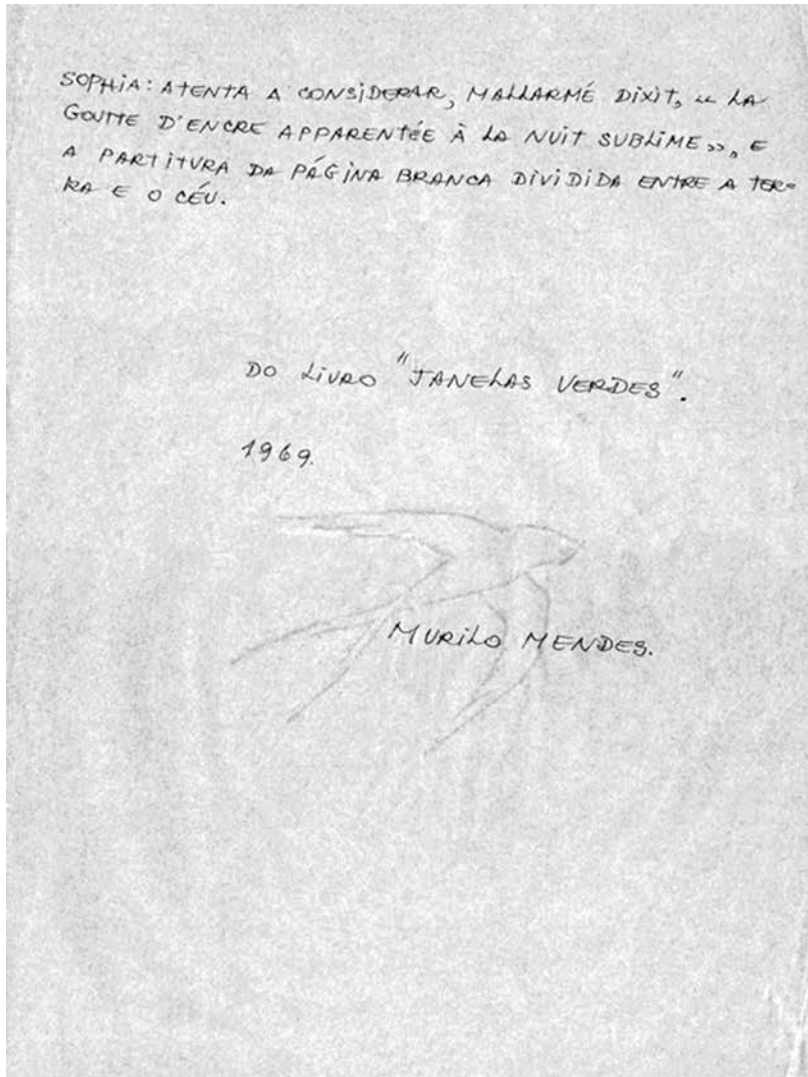 SOPHIA: ATENTA A CONSIDERAR, MALLARMÉ DIXIT, « LA
GOUTTE D'ENCRE APPARENTÉE À LA NUIT SUBLIME », E
A PARTITURA DA PÁGINA BRANCA DIVIDIDA ENTRE A TER-
RA E O CÉU.
DO LIVRO "JANELAS VERDES".
1969.
MURILO MENDES.